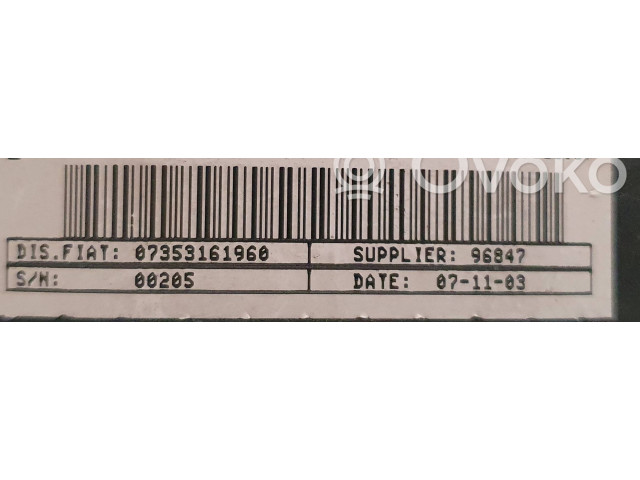 Ovoko
DIS.FIAT: 07353161960 SUPPLIER: 96847
S/N: 00205 DATE: 07-11-03